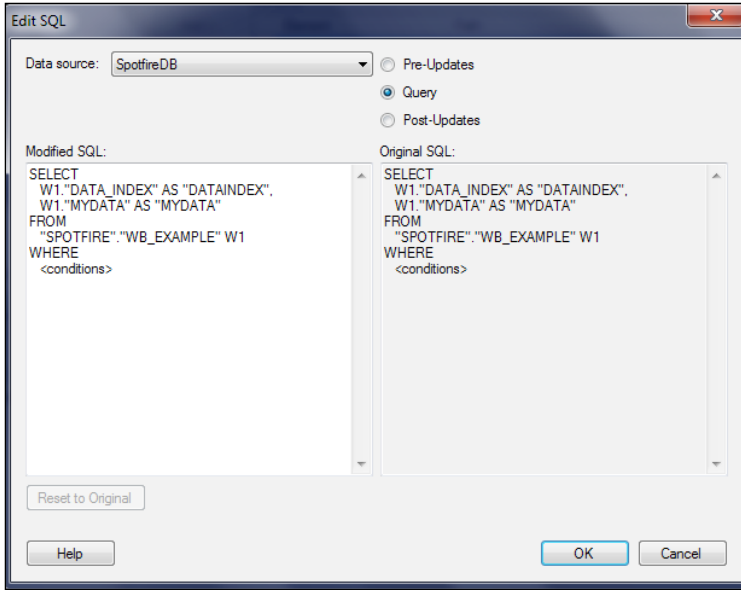 Edit SQL
Data source: SpotfireDB
Pre-Updates
Query
Post-Updates
Modified SQL:
SELECT
W1."DATA_INDEX" AS "DATAINDEX",
W1."MYDATA" AS "MYDATA"
FROM
"SPOTFIRE"."WB_EXAMPLE" W1
WHERE
<conditions>
Original SQL:
SELECT
W1."DATA_INDEX" AS "DATAINDEX",
W1."MYDATA" AS "MYDATA"
FROM
"SPOTFIRE"."WB_EXAMPLE" W1
WHERE
<conditions>
Reset to Original
Help
OK
Cancel